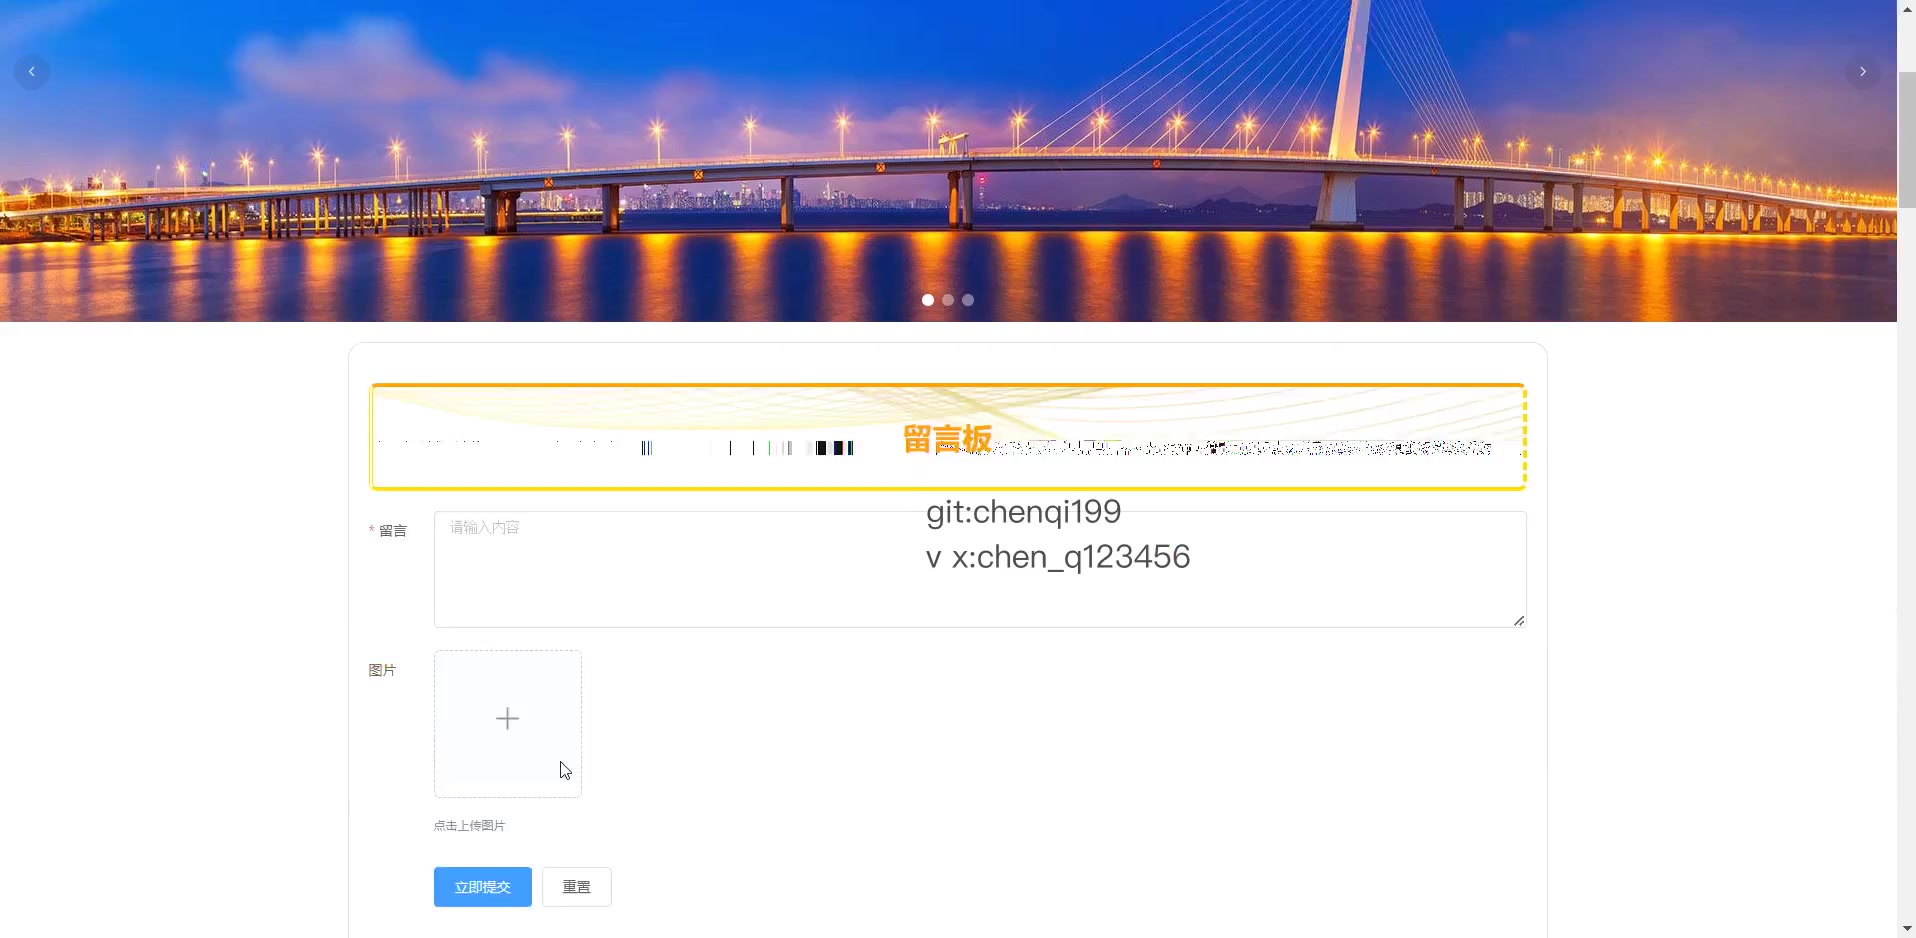 留言板
git:chenqi199
* 留言
请输入内容
v x:chen_q123456
图片
点击上传图片
立即提交
重置